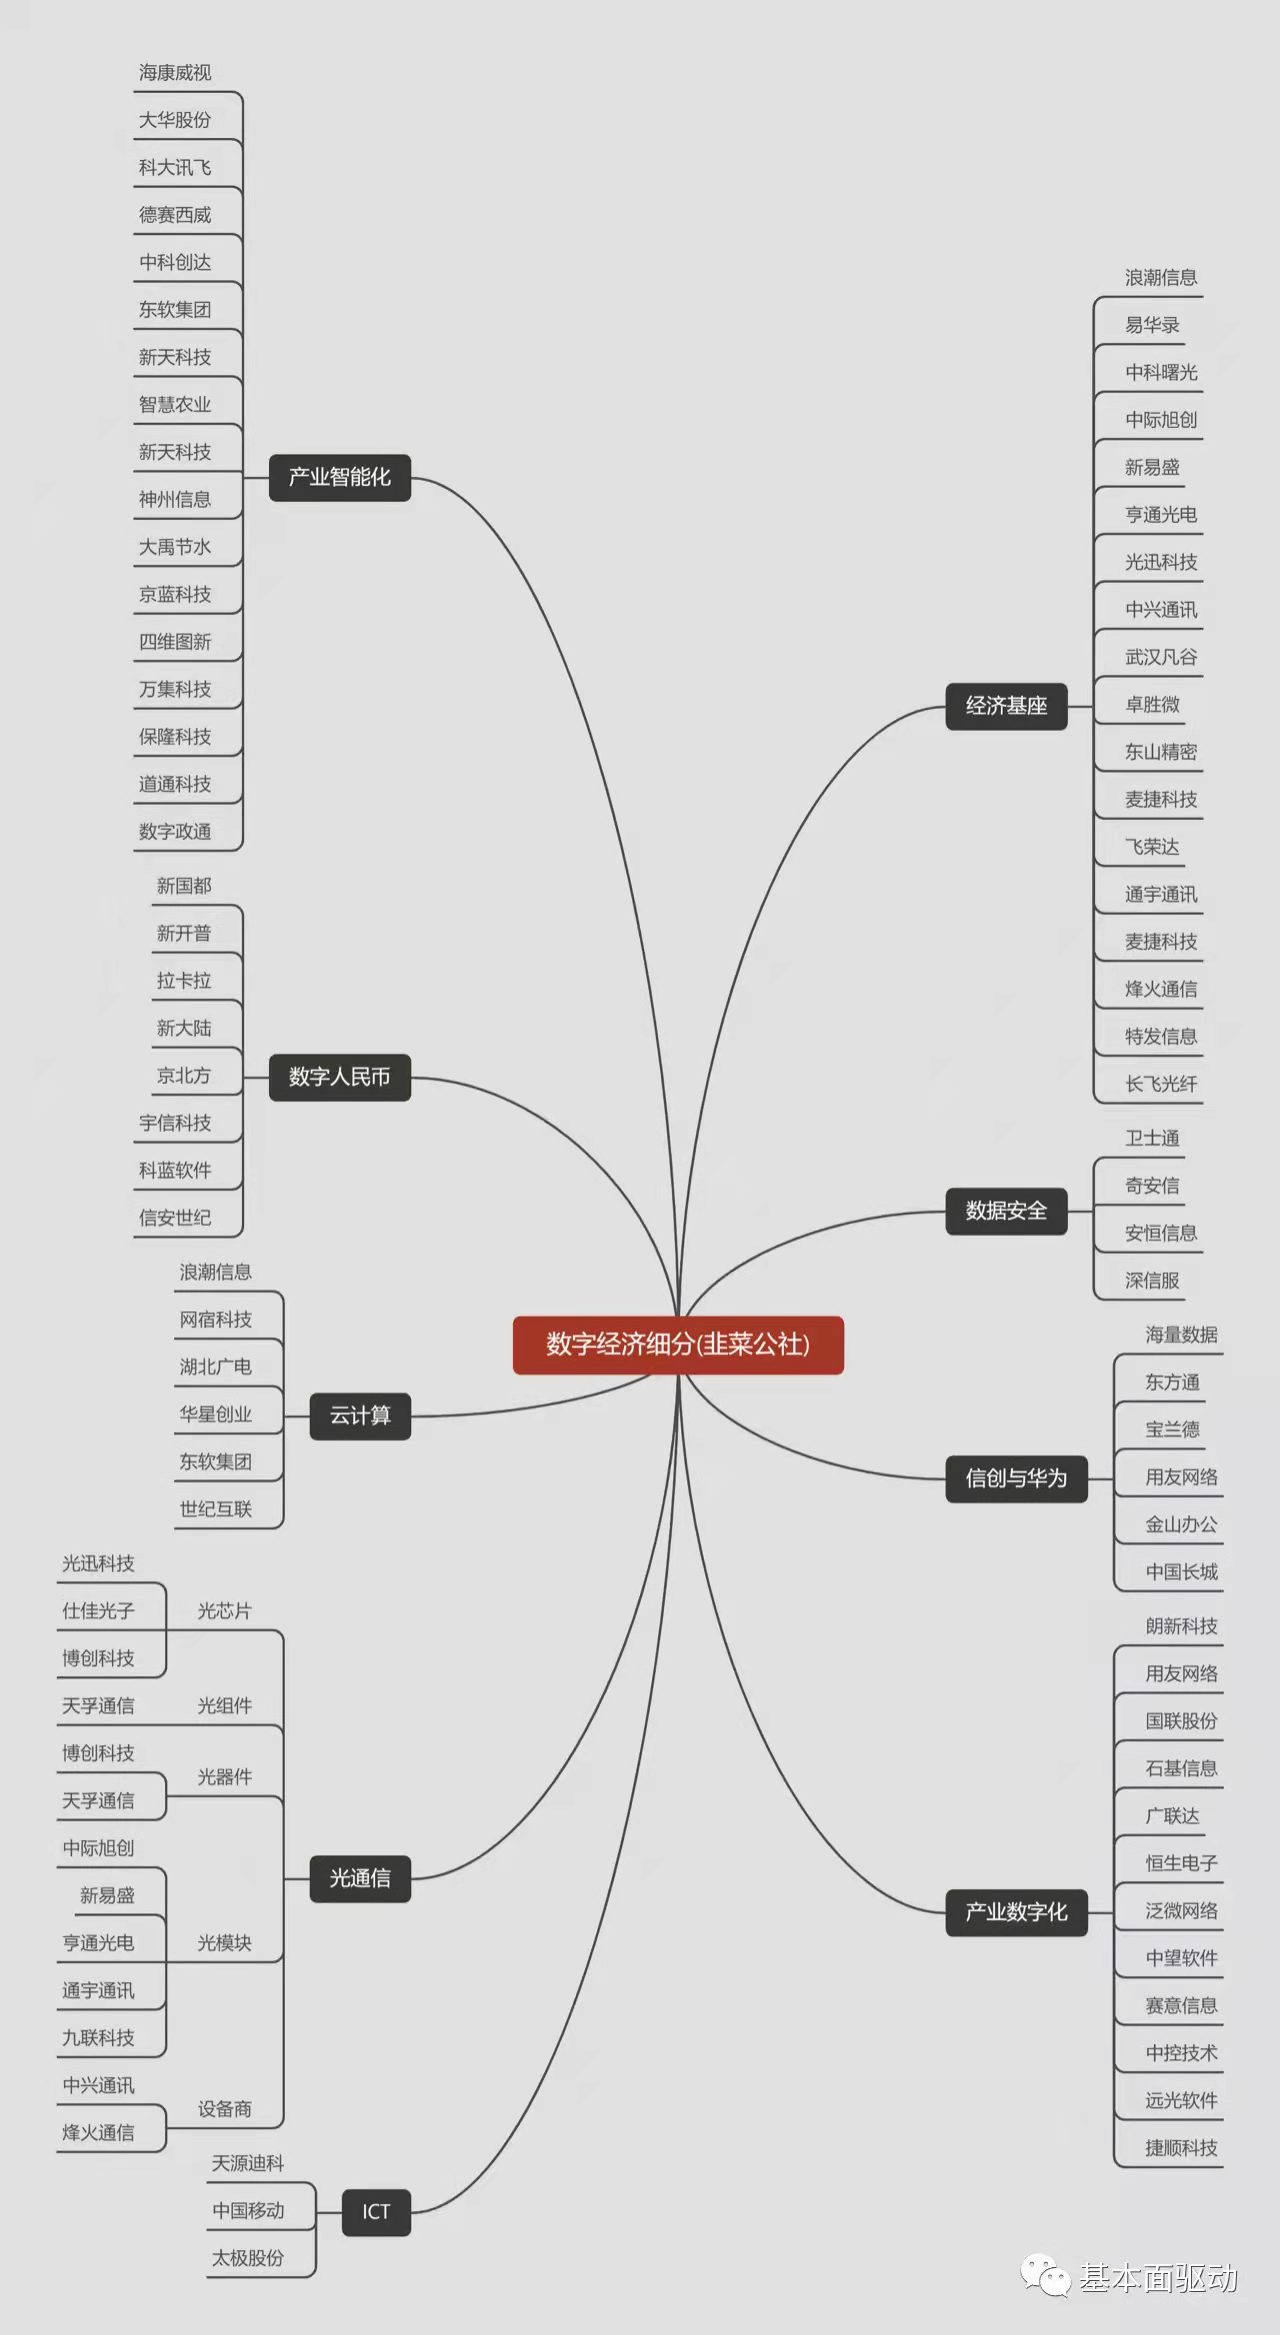 数字经济细分(韭菜公社)
产业智能化
海康威视
大华股份
科大讯飞
德赛西威
中科创达
东软集团
新天科技
智慧农业
新天科技
神州信息
大禹节水
京蓝科技
四维图新
万集科技
保隆科技
道通科技
数字政通
数字人民币
新国都
新开普
拉卡拉
新大陆
京北方
宇信科技
科蓝软件
信安世纪
云计算
浪潮信息
网宿科技
湖北广电
华星创业
东软集团
世纪互联
光通信
光芯片
光迅科技
仕佳光子
博创科技
光组件
天孚通信
光器件
博创科技
天孚通信
光模块
中际旭创
新易盛
亨通光电
通宇通讯
九联科技
设备商
中兴通讯
烽火通信
ICT
天源迪科
中国移动
太极股份
经济基座
浪潮信息
易华录
中科曙光
中际旭创
新易盛
亨通光电
光迅科技
中兴通讯
武汉凡谷
卓胜微
东山精密
麦捷科技
飞荣达
通宇通讯
麦捷科技
烽火通信
特发信息
长飞光纤
数据安全
卫士通
奇安信
安恒信息
深信服
信创与华为
海量数据
东方通
宝兰德
用友网络
金山办公
中国长城
产业数字化
朗新科技
用友网络
国联股份
石基信息
广联达
恒生电子
泛微网络
中望软件
赛意信息
中控技术
远光软件
捷顺科技
基本面驱动